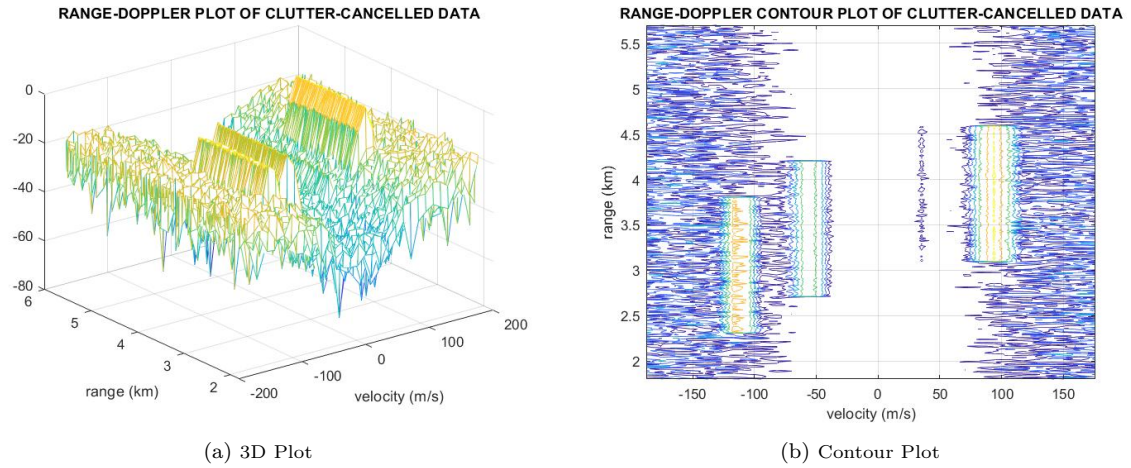 RANGE-DOPPLER PLOT OF CLUTTER-CANCELLED DATA
0
-20
-40
-60
-80
6
5
4
3
2
range (km)
-200
-100
0
100
200
velocity (m/s)
(a) 3D Plot
RANGE-DOPPLER CONTOUR PLOT OF CLUTTER-CANCELLED DATA
5.5
5
4.5
4
3.5
3
2.5
2
range (km)
-150 -100 -50 0 50 100 150
velocity (m/s)
(b) Contour Plot